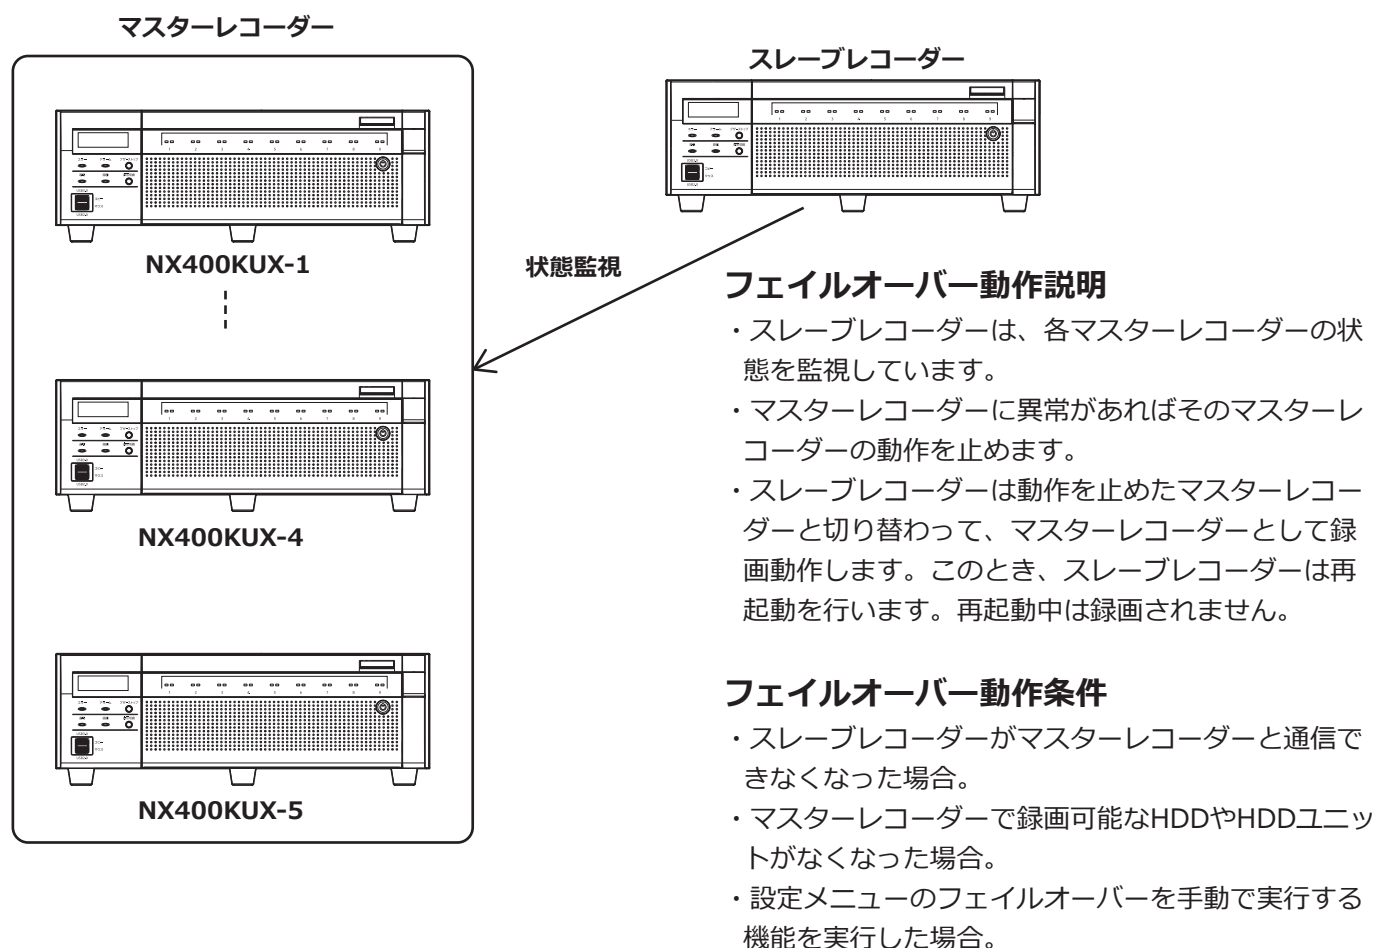 マスターレコーダー
スレーブレコーダー
NX400KUX-1
状態監視
NX400KUX-4
NX400KUX-5
フェイルオーバー動作説明
・スレーブレコーダーは、各マスターレコーダーの状
態を監視しています。
・マスターレコーダーに異常があればそのマスターレ
コーダーの動作を止めます。
・スレーブレコーダーは動作を止めたマスターレコー
ダーと切り替わって、マスターレコーダーとして録
画動作します。このとき、スレーブレコーダーは再
起動を行います。再起動中は録画されません。
フェイルオーバー動作条件
・スレーブレコーダーがマスターレコーダーと通信で
きなくなった場合。
・マスターレコーダーで録画可能なHDDやHDDユニッ
トがなくなった場合。
・設定メニューのフェイルオーバーを手動で実行する
機能を実行した場合。